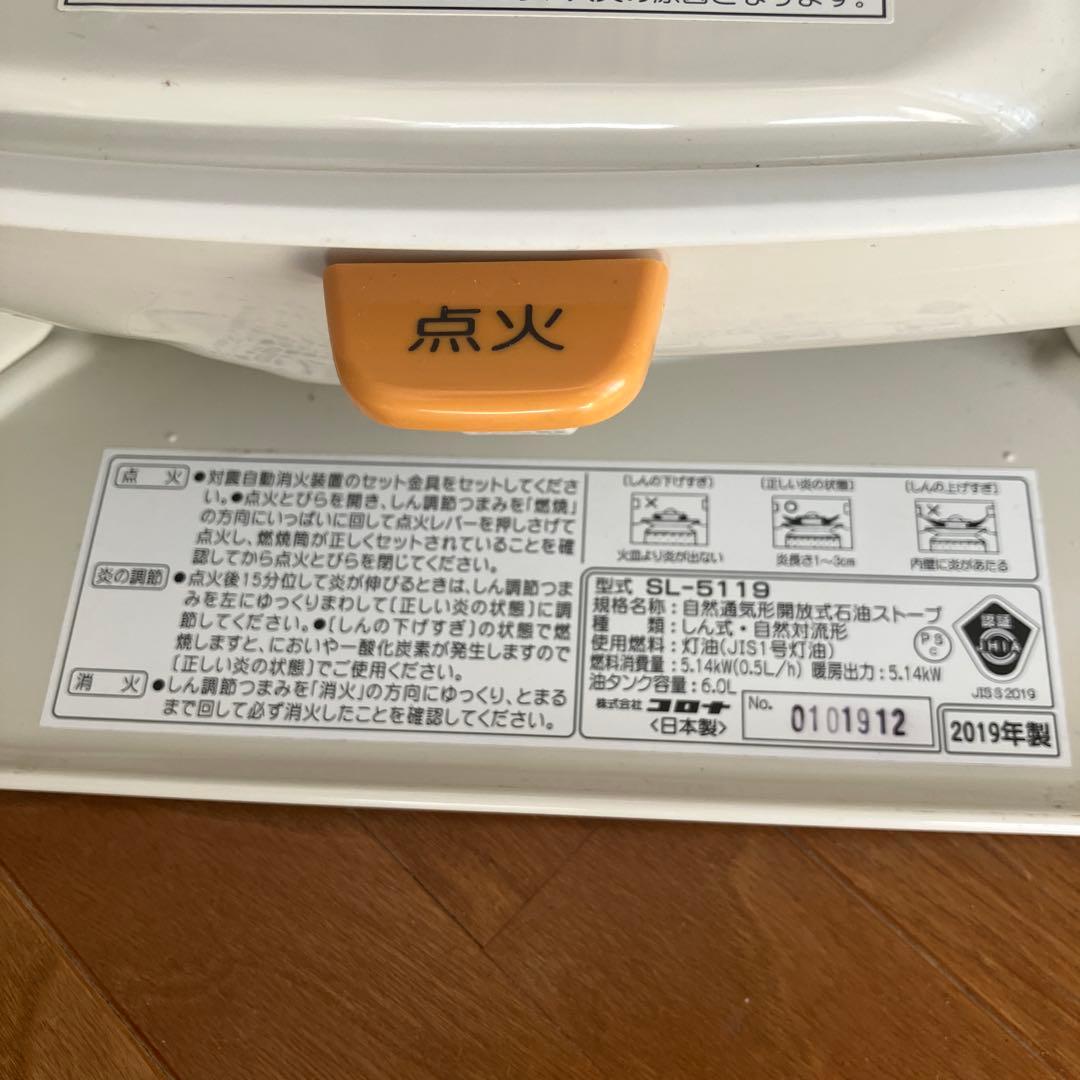 の原因となります。
点火
点 火
●対震自動消火装置のセット金具をセットしてくださ
い。●点火とびらを開き、しん調節つまみを「燃焼」
の方向にいっぱいに回して点火レバーを押しさげて
点火し、燃焼筒が正しくセットされていることを確
認してから点火とびらを閉じてください。
炎の調節
●点火後15分位して炎が伸びるときは、しん調節つま
みを左にゆっくりまわして〔正しい炎の状態〕に調
節してください。●〔しんの下げすぎ〕の状態で燃
焼しますと、においや一酸化炭素が発生しますので
〔正しい炎の状態〕でご使用ください。
消 火
●しん調節つまみを「消火」の方向にゆっくり、とまる
まで回して必ず消火したことを確認してください。
〔しんの下げすぎ〕
火皿より炎が出ない
〔正しい炎の状態〕
炎長さ1～3cm
〔しんの上げすぎ〕
内壁に炎があたる
型式 SL-5119
規格名称：自然通気形開放式石油ストーブ
種 類：しん式・自然対流形
使用燃料：灯油(JIS1号灯油)
燃料消費量：5.14kW(0.5L/h) 暖房出力：5.14kW
油タンク容量：6.0L
PS
C
認証
JHIA
JIS S 2019
株式会社 コロナ
〈日本製〉
No. 0101912
2019年製